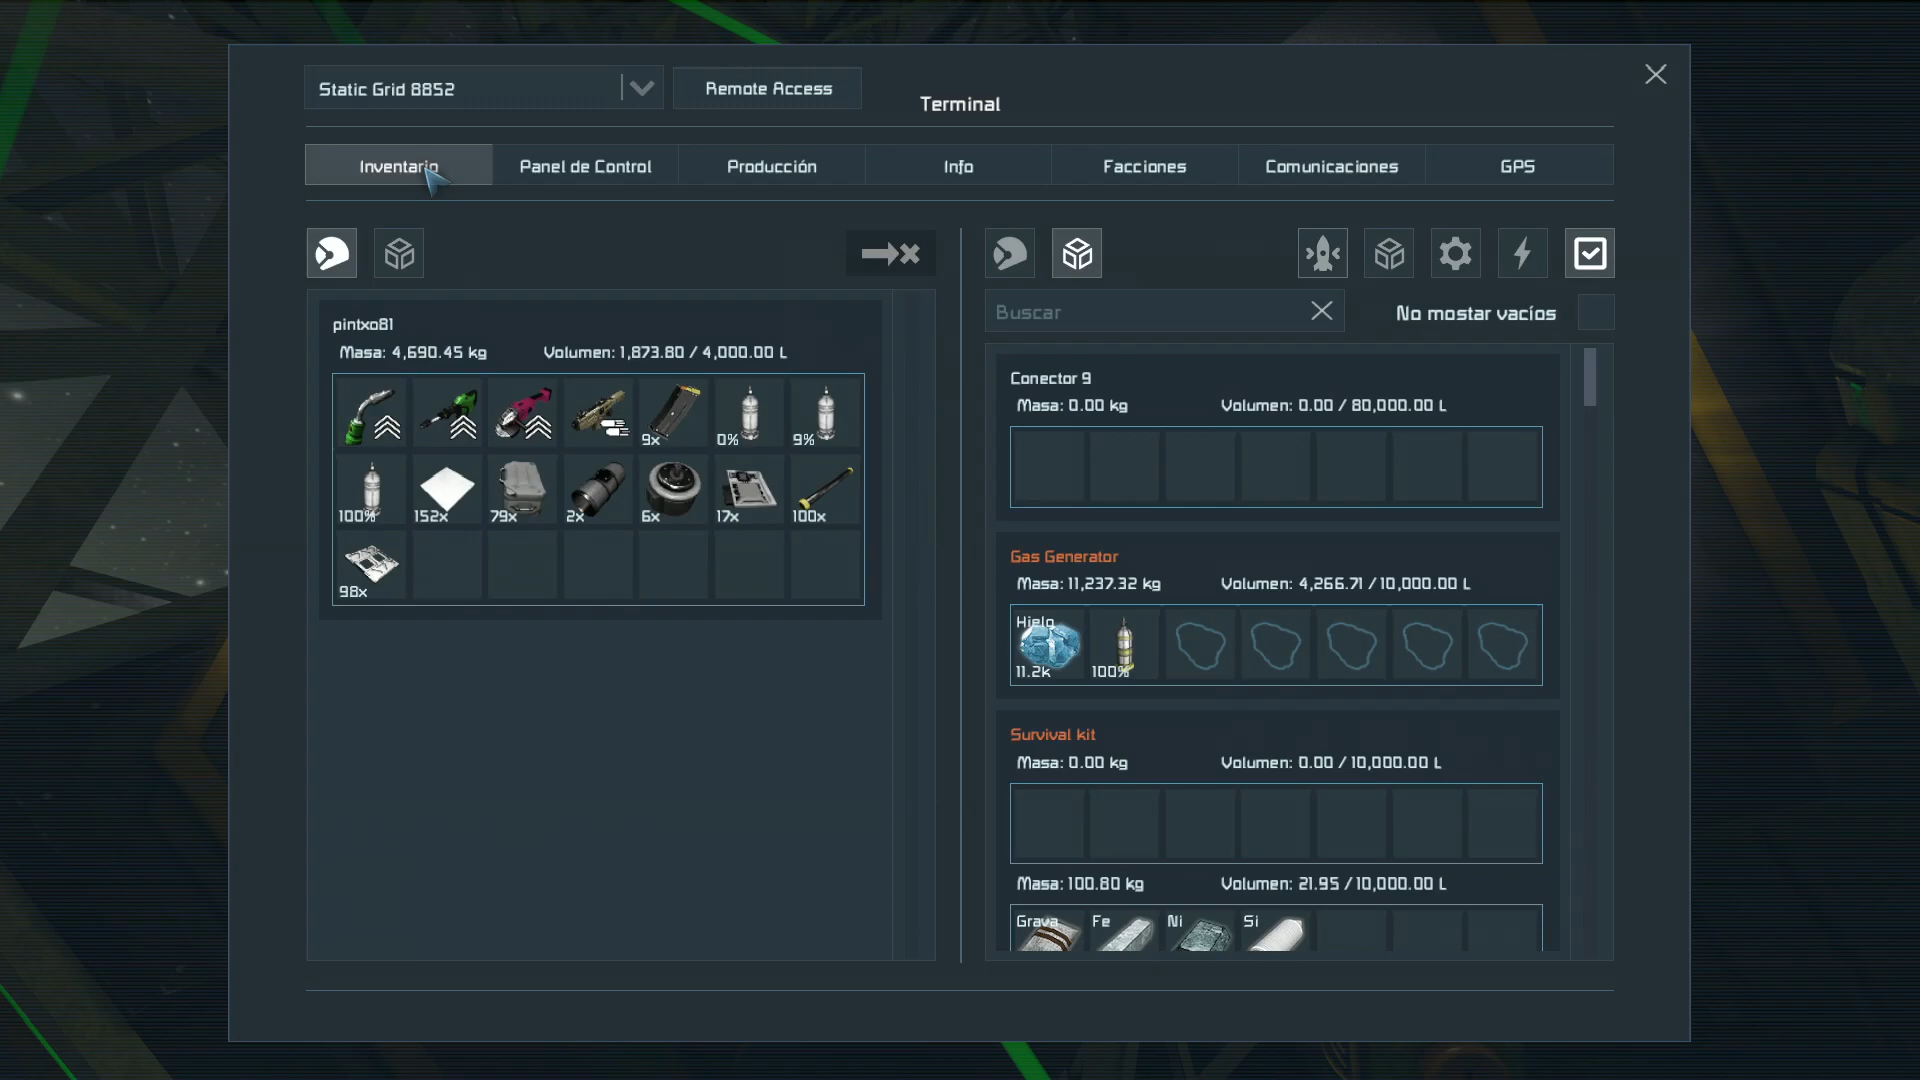 Static Grid 8852
Remote Access
Terminal
Inventario
Panel de Control
Producción
Info
Facciones
Comunicaciones
GPS
pintxo81
Masa: 4,690.45 kg
Volumen: 1,873.80 / 4,000.00 L
9x
0%
9%
100%
152x
79x
2x
6x
17x
100x
98x
Buscar
No mostar vacíos
Conector 9
Masa: 0.00 kg
Volumen: 0.00 / 80,000.00 L
Gas Generator
Masa: 11,237.32 kg
Volumen: 4,266.71 / 10,000.00 L
Hielo
11.2k
100%
Survival kit
Masa: 0.00 kg
Volumen: 0.00 / 10,000.00 L
Masa: 100.80 kg
Volumen: 21.95 / 10,000.00 L
Grava
Fe
Ni
Si